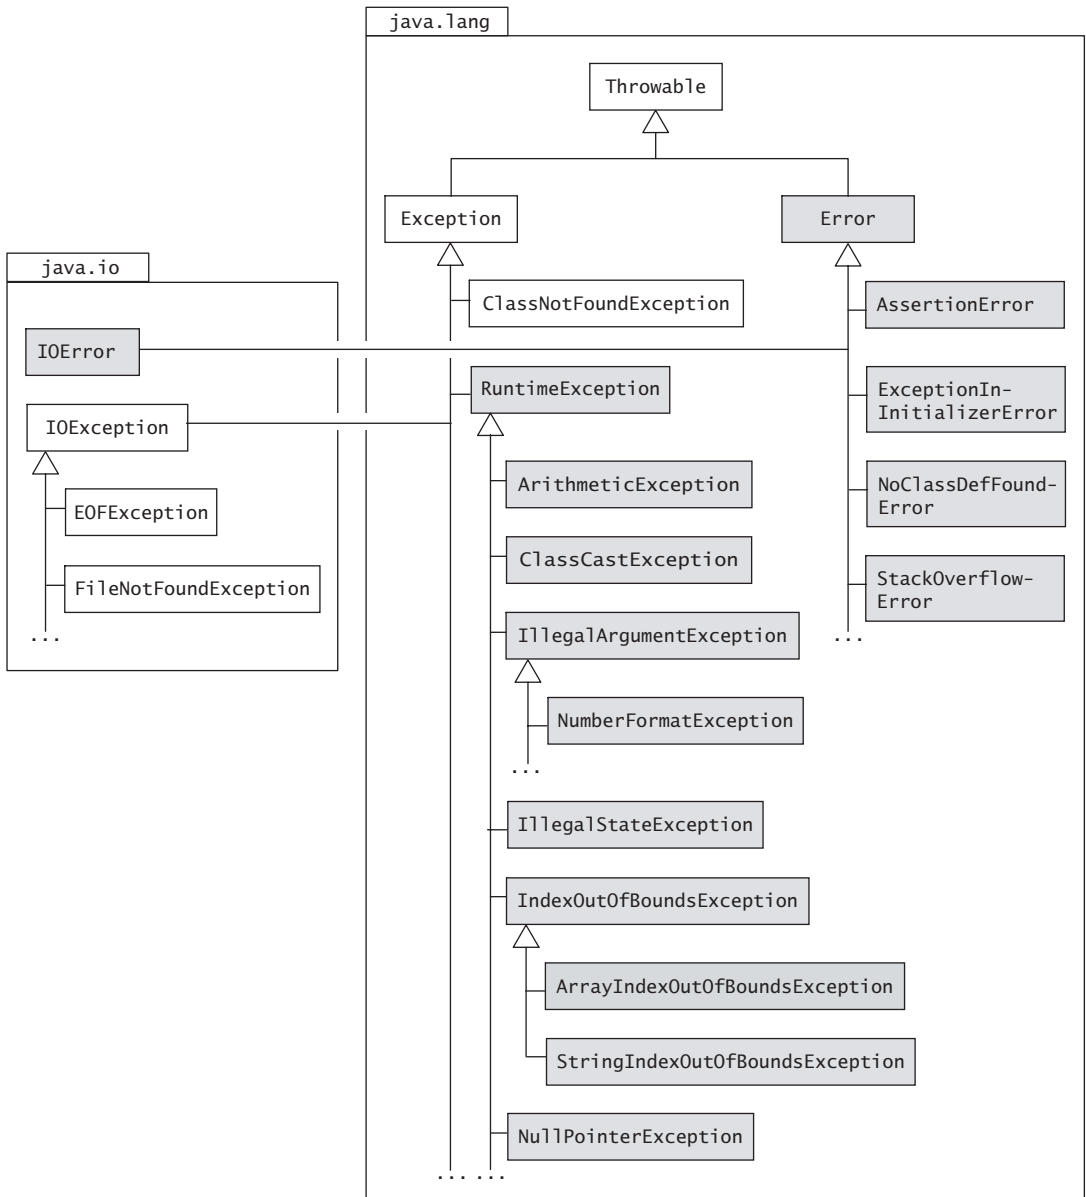 java.lang
Throwable
Exception
Error
java.io
ClassNotFoundException
AssertionError
IOError
RuntimeException
ExceptionIn-
InitializerError
IOException
ArithmeticException
NoClassDefFound-
Error
EOFException
ClassCastException
StackOverflow-
Error
FileNotFoundException
...
IllegalArgumentException
...
NumberFormatException
...
IllegalStateException
IndexOutOfBoundsException
ArrayIndexOutOfBoundsException
StringIndexOutOfBoundsException
NullPointerException
... ...